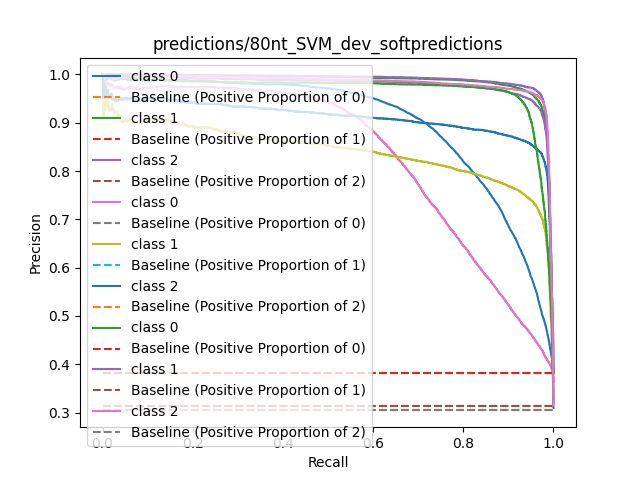 predictions/80nt_SVM_dev_softpredictions
class 0
Baseline (Positive Proportion of 0)
class 1
Baseline (Positive Proportion of 1)
class 2
Baseline (Positive Proportion of 2)
class 0
Baseline (Positive Proportion of 0)
class 1
Baseline (Positive Proportion of 1)
class 2
Baseline (Positive Proportion of 2)
class 0
Baseline (Positive Proportion of 0)
class 1
Baseline (Positive Proportion of 1)
class 2
Baseline (Positive Proportion of 2)
Precision
1.0
0.9
0.8
0.7
0.6
0.5
0.4
0.3
0.0
0.2
0.4
0.6
0.8
1.0
Recall